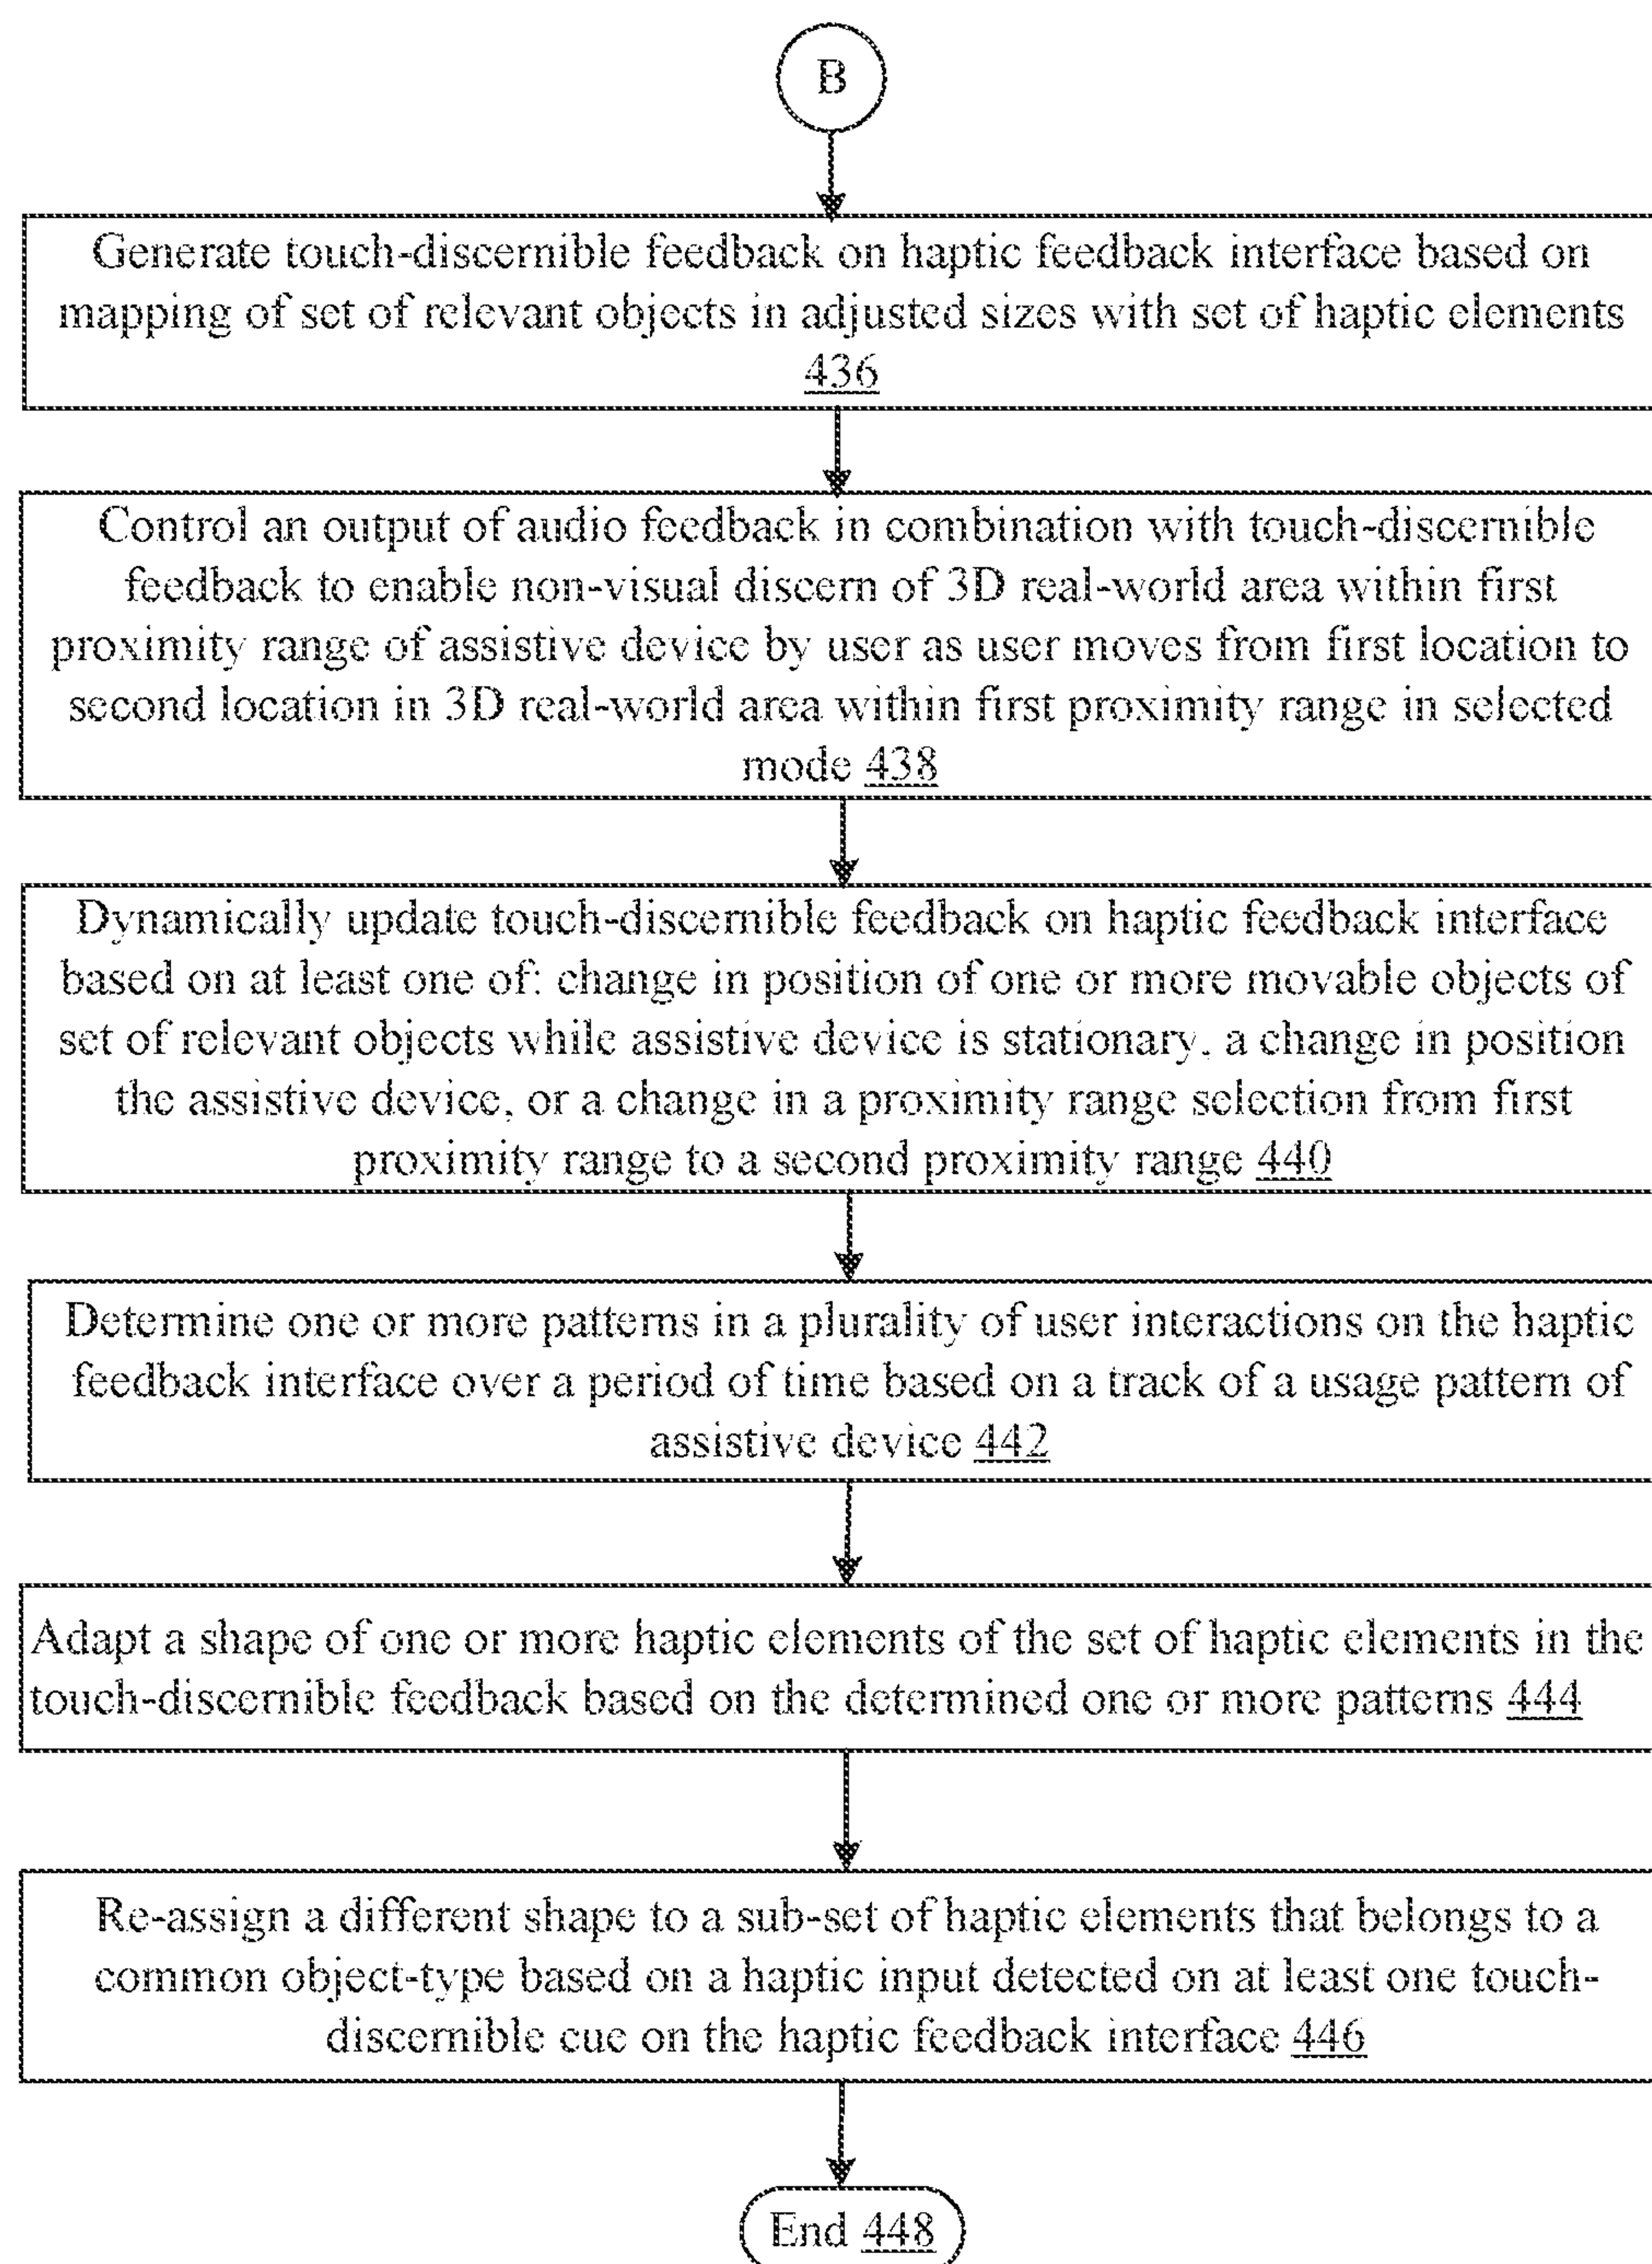 B
Generate touch-discernible feedback on haptic feedback interface based on
mapping of set of relevant objects in adjusted sizes with set of haptic elements
436
Control an output of audio feedback in combination with touch-discernible
feedback to enable non-visual discern of 3D real-world area within first
proximity range of assistive device by user as user moves from first location to
second location in 3D real-world area within first proximity range in selected
mode 438
Dynamically update touch-discernible feedback on haptic feedback interface
based on at least one of: change in position of one or more movable objects of
set of relevant objects while assistive device is stationary, a change in position
the assistive device, or a change in a proximity range selection from first
proximity range to a second proximity range 440
Determine one or more patterns in a plurality of user interactions on the haptic
feedback interface over a period of time based on a track of a usage pattern of
assistive device 442
Adapt a shape of one or more haptic elements of the set of haptic elements in the
touch-discernible feedback based on the determined one or more patterns 444
Re-assign a different shape to a sub-set of haptic elements that belongs to a
common object-type based on a haptic input detected on at least one touch-
discernible cue on the haptic feedback interface 446
End 448